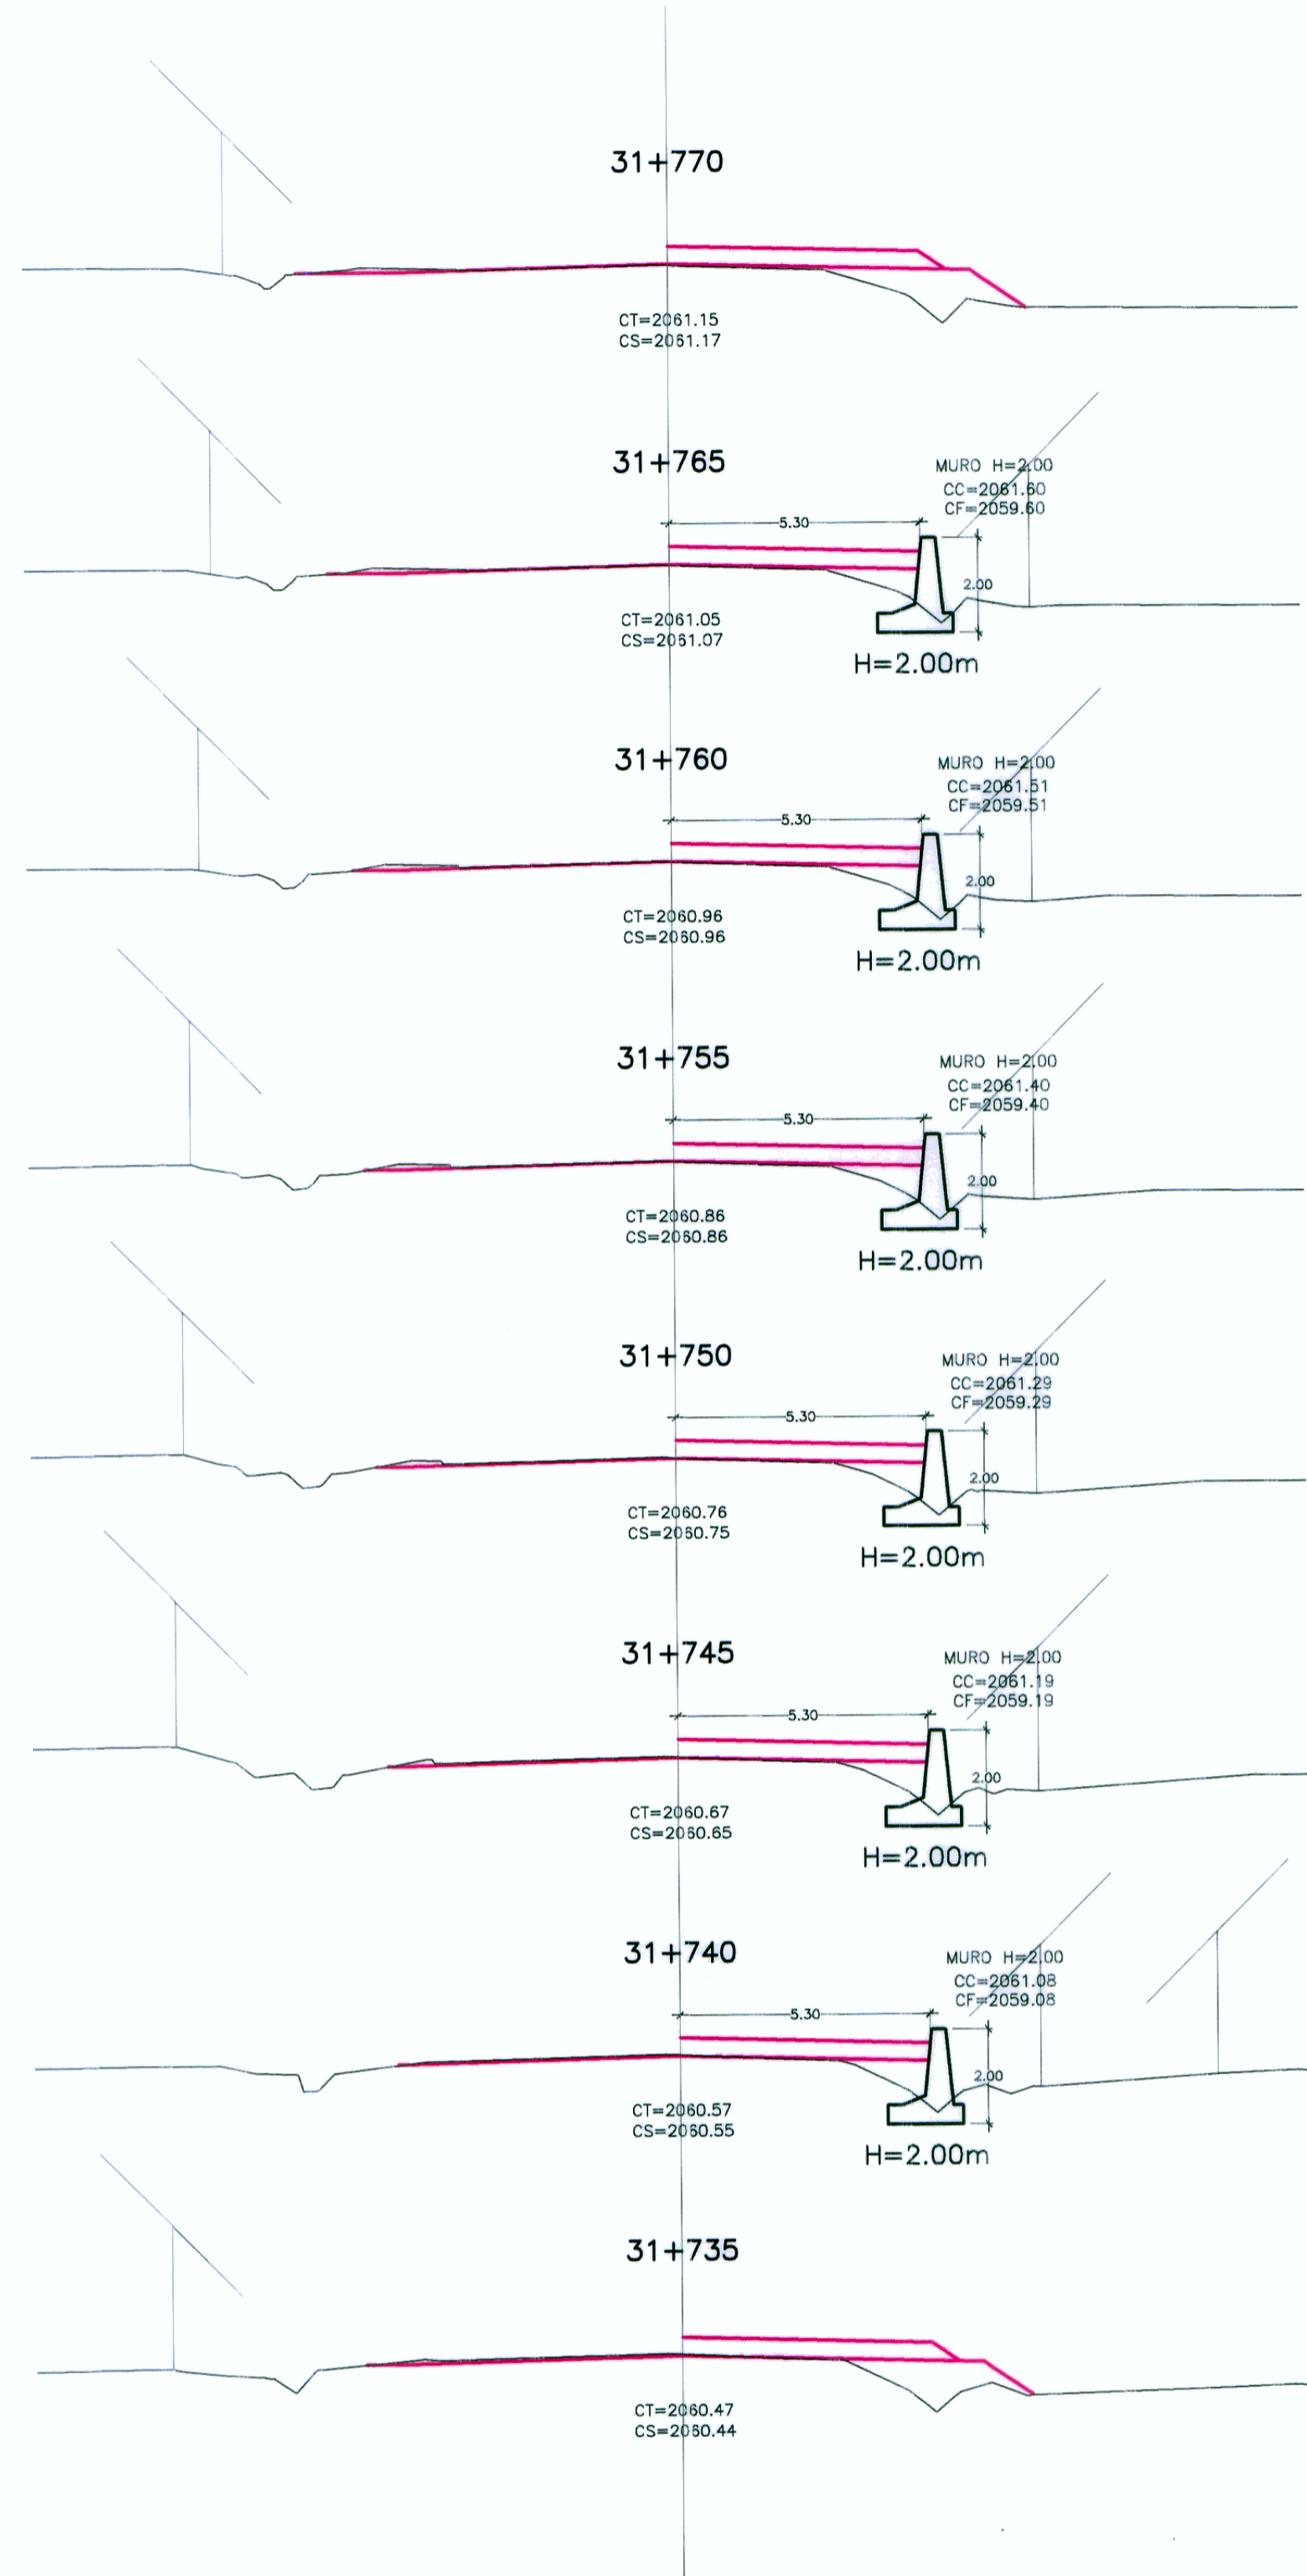 31+770
CT=2061.15
CS=2061.17
31+765
MURO H=2.00
CC=2061.60
CF=2059.60
5.30
2.00
CT=2061.05
CS=2061.07
H=2.00m
31+760
MURO H=2.00
CC=2061.51
CF=2059.51
5.30
2.00
CT=2060.96
CS=2060.96
H=2.00m
31+755
MURO H=2.00
CC=2061.40
CF=2059.40
5.30
2.00
CT=2060.86
CS=2060.86
H=2.00m
31+750
MURO H=2.00
CC=2061.29
CF=2059.29
5.30
2.00
CT=2060.76
CS=2060.75
H=2.00m
31+745
MURO H=2.00
CC=2061.19
CF=2059.19
5.30
2.00
CT=2060.67
CS=2060.65
H=2.00m
31+740
MURO H=2.00
CC=2061.08
CF=2059.08
5.30
2.00
CT=2060.57
CS=2060.55
H=2.00m
31+735
CT=2060.47
CS=2060.44